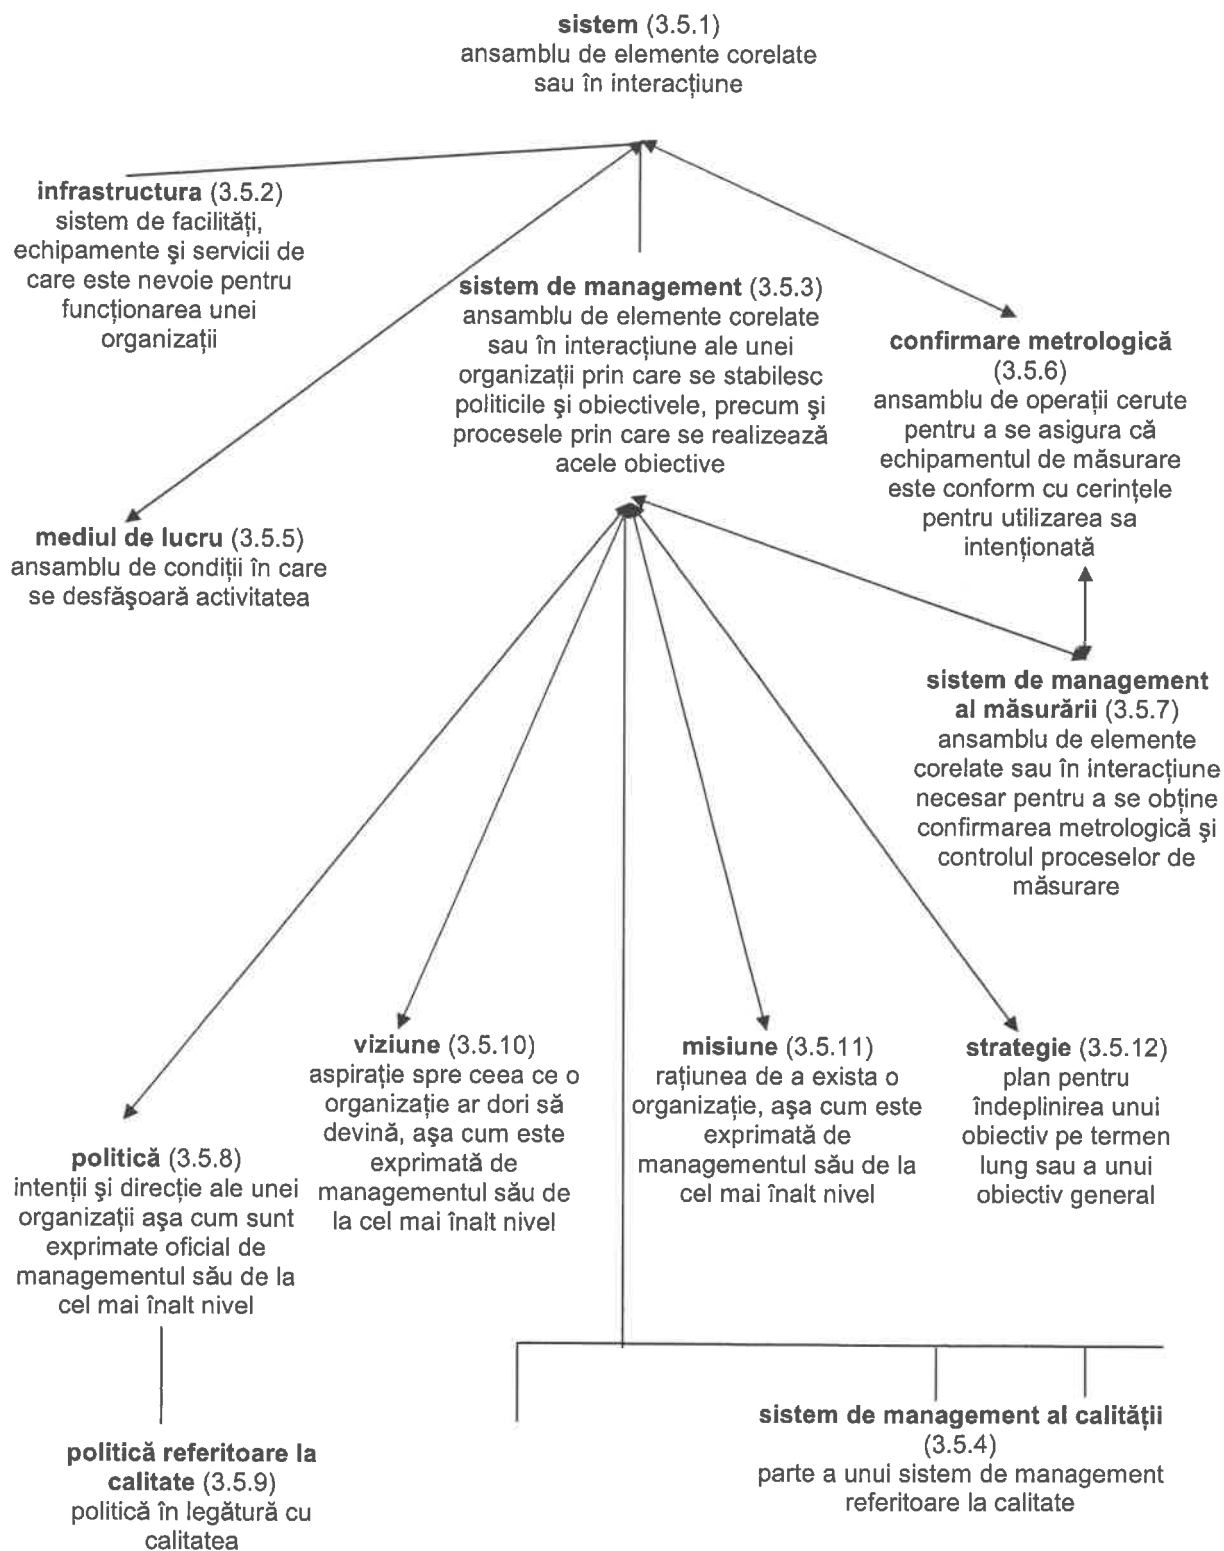 sistem (3.5.1)
ansamblu de elemente corelate
sau în interacțiune
infrastructura (3.5.2)
sistem de facilități,
echipamente și servicii de
care este nevoie pentru
funcționarea unei
organizații
sistem de management (3.5.3)
ansamblu de elemente corelate
sau în interacțiune ale unei
organizații prin care se stabilesc
politicile și obiectivele, precum și
procesele prin care se realizează
acele obiective
confirmare metrologică
(3.5.6)
ansamblu de operații cerute
pentru a se asigura că
echipamentul de măsurare
este conform cu cerințele
pentru utilizarea sa
intenționată
mediul de lucru (3.5.5)
ansamblu de condiții în care
se desfășoară activitatea
sistem de management
al măsurării (3.5.7)
ansamblu de elemente
corelate sau în interacțiune
necesar pentru a se obține
confirmarea metrologică și
controlul proceselor de
măsurare
viziune (3.5.10)
aspirație spre ceea ce o
organizație ar dori să
devină, așa cum este
exprimată de
managementul său de
la cel mai înalt nivel
misiune (3.5.11)
rațiunea de a exista o
organizație, așa cum este
exprimată de
managementul său de la
cel mai înalt nivel
strategie (3.5.12)
plan pentru
îndeplinirea unui
obiectiv pe termen
lung sau a unui
obiectiv general
politică (3.5.8)
intenții și direcție ale unei
organizații așa cum sunt
exprimate oficial de
managementul său de la
cel mai înalt nivel
politică referitoare la
calitate (3.5.9)
politică în legătură cu
calitatea
sistem de management al calității
(3.5.4)
parte a unui sistem de management
referitoare la calitate